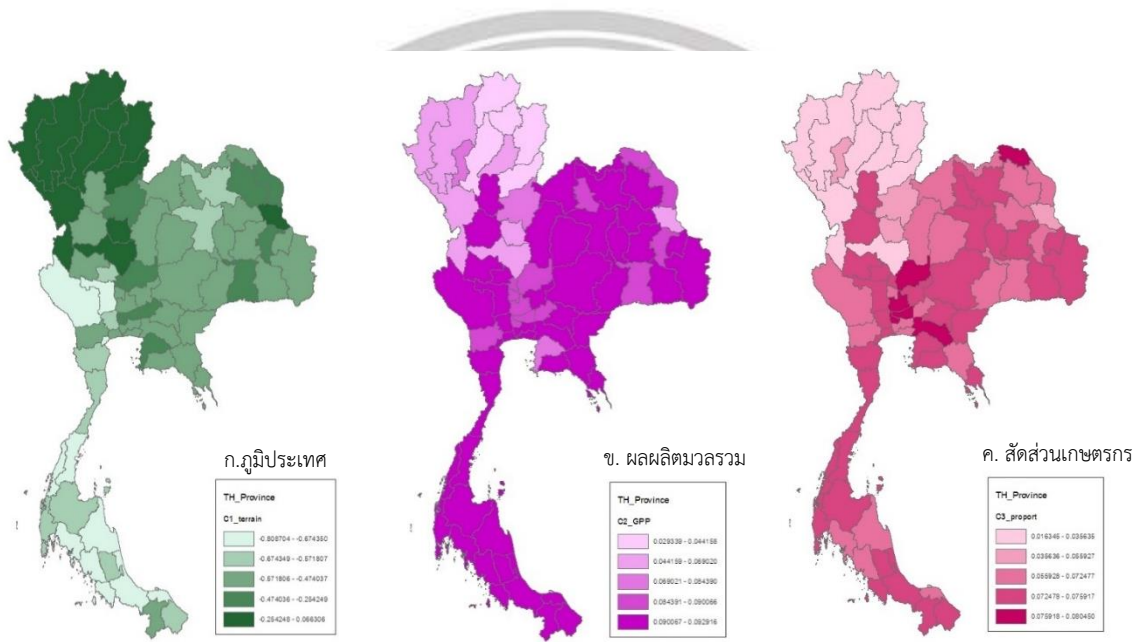 ก.ภูมิประเทศ
TH_Province
C1_terrain
-0.808704 - -0.674350
-0.674349 - -0.571807
-0.571806 - -0.474037
-0.474036 - -0.254249
-0.254248 - 0.066306
ข. ผลผลิตมวลรวม
TH_Province
C2_GPP
0.029339 - 0.044158
0.044159 - 0.069020
0.069021 - 0.084390
0.084391 - 0.090066
0.090067 - 0.092916
ค. สัดส่วนเกษตรกร
TH_Province
C3_proport
0.016345 - 0.035635
0.035636 - 0.055927
0.055928 - 0.072477
0.072478 - 0.075917
0.075918 - 0.080450